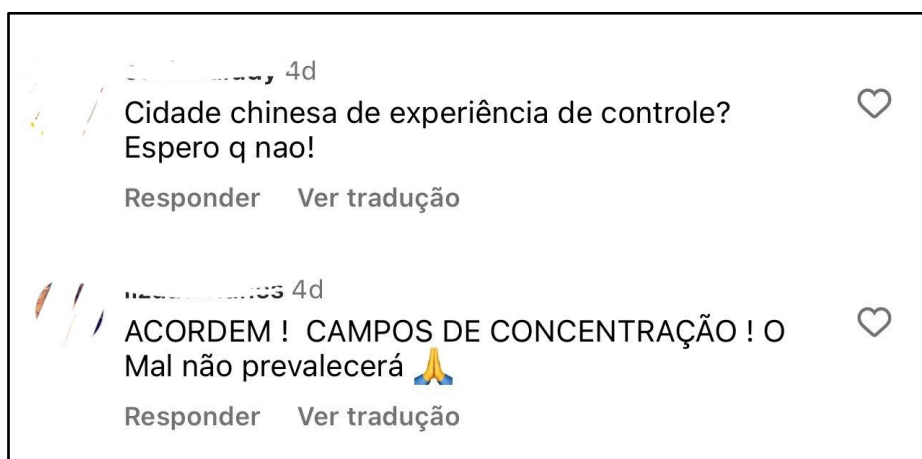 4d
Cidade chinesa de experiência de controle?
Espero q nao!
Responder Ver tradução
4d
ACORDEM ! CAMPOS DE CONCENTRAÇÃO ! O
Mal não prevalecerá 🙏
Responder Ver tradução